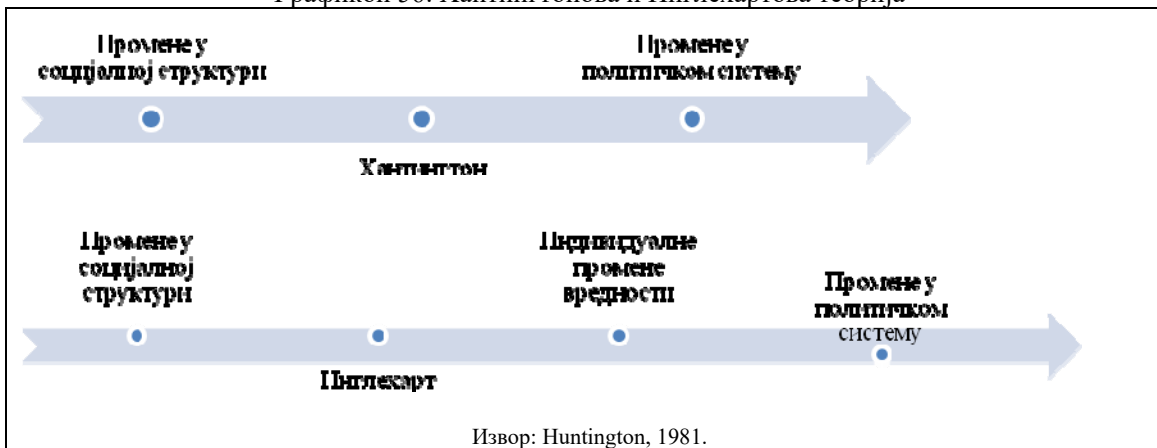 Промене у
социјалној структури
Промене у
политичком систему
Хантингтон
Промене у
социјалној
структури
Индивидуалне
промене
вредности
Промене у
политичком
систему
Инглехарт
Извор: Huntington, 1981.